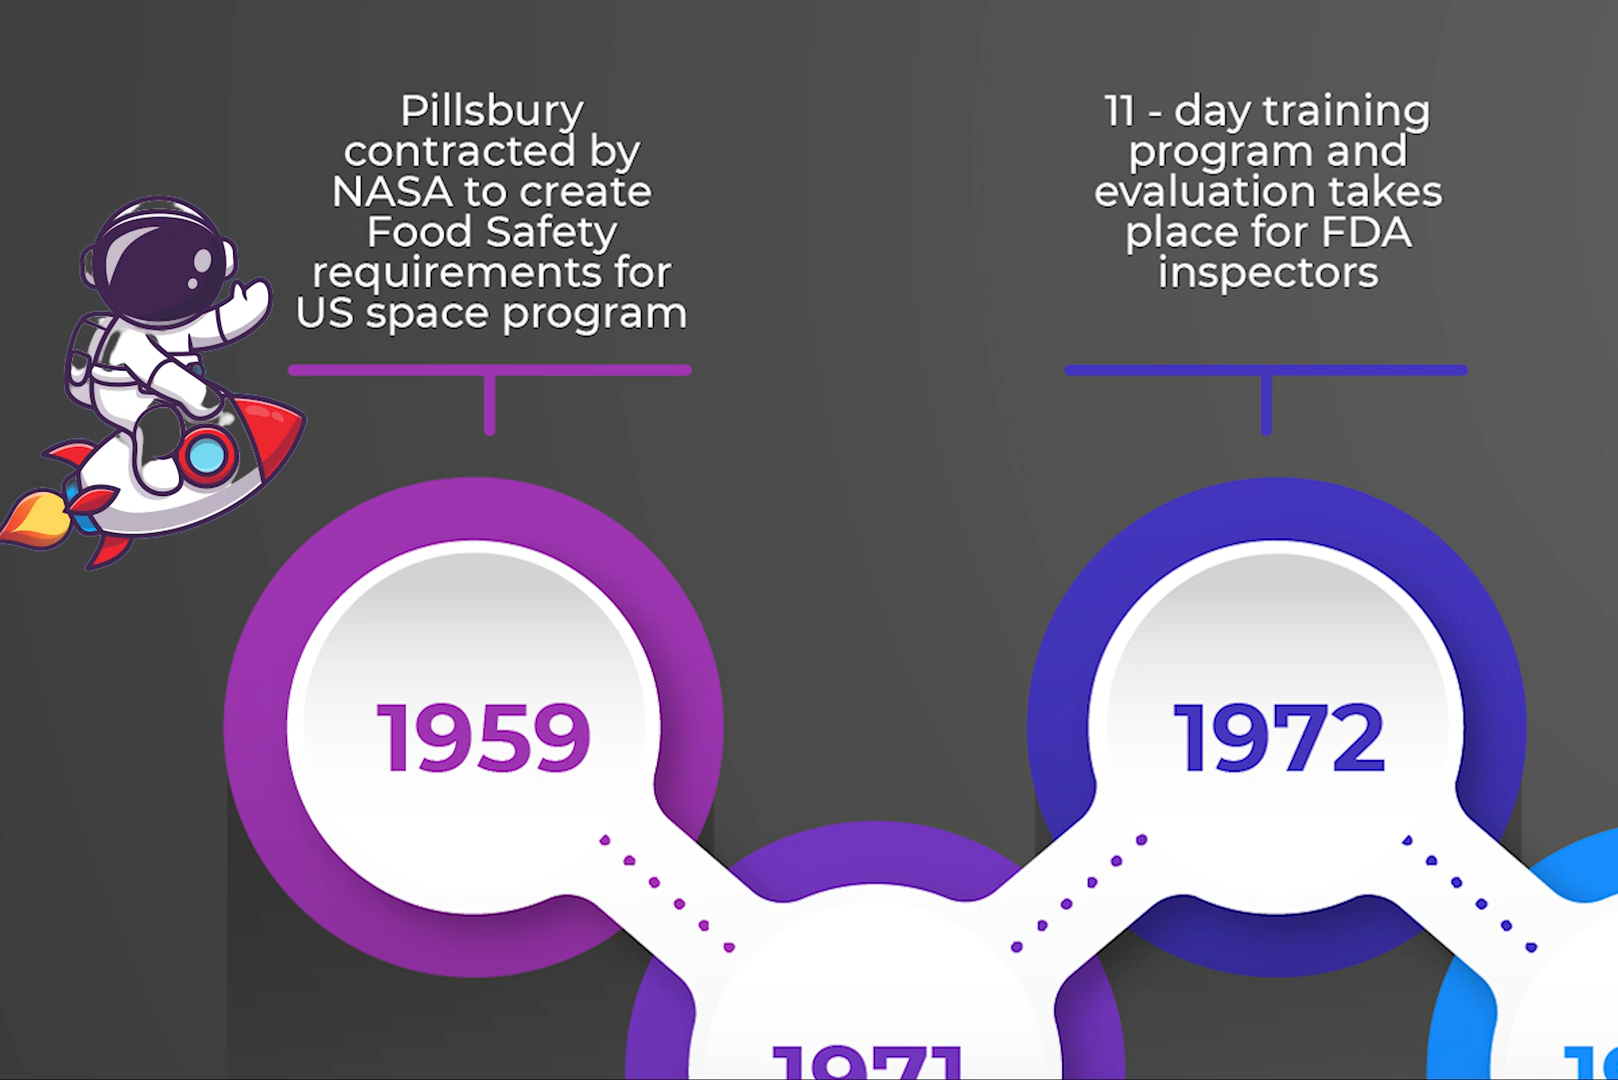 Pillsbury
contracted by
NASA to create
Food Safety
requirements for
US space program
11 - day training
program and
evaluation takes
place for FDA
inspectors
1959
1972
1971